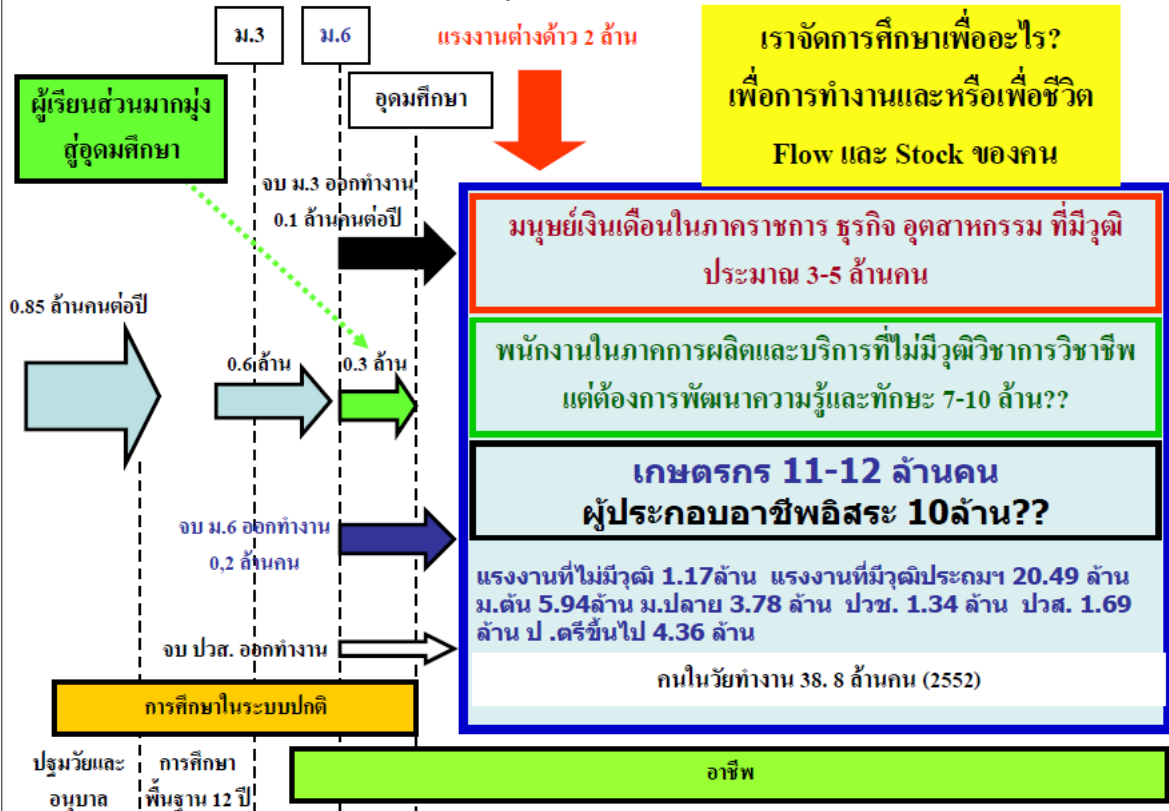 ม.3
ม.6
แรงงานต่างด้าว 2 ล้าน
เราจัดการศึกษาเพื่ออะไร?
เพื่อการทำงานและหรือเพื่อชีวิต
Flow และ Stock ของคน
ผู้เรียนส่วนมากมุ่ง
สู่อุดมศึกษา
อุดมศึกษา
จบ ม.3 ออกทำงาน
0.1 ล้านคนต่อปี
มนุษย์เงินเดือนในภาคราชการ ธุรกิจ อุตสาหกรรม ที่มีวุฒิ
ประมาณ 3-5 ล้านคน
0.85 ล้านคนต่อปี
0.6 ล้าน
0.3 ล้าน
พนักงานในภาคการผลิตและบริการที่ไม่มีวุฒิวิชาการวิชาชีพ
แต่ต้องการพัฒนาความรู้และทักษะ 7-10 ล้าน??
เกษตรกร 11-12 ล้านคน
ผู้ประกอบอาชีพอิสระ 10ล้าน??
จบ ม.6 ออกทำงาน
0,2 ล้านคน
แรงงานที่ไม่มีวุฒิ 1.17ล้าน แรงงานที่มีวุฒิประถมฯ 20.49 ล้าน
ม.ต้น 5.94ล้าน ม.ปลาย 3.78 ล้าน ปวช. 1.34 ล้าน ปวส. 1.69
ล้าน ป .ตรีขึ้นไป 4.36 ล้าน
จบ ปวส. ออกทำงาน
คนในวัยทำงาน 38. 8 ล้านคน (2552)
การศึกษาในระบบปกติ
อาชีพ
ปฐมวัยและ
อนุบาล
การศึกษา
พื้นฐาน 12 ปี